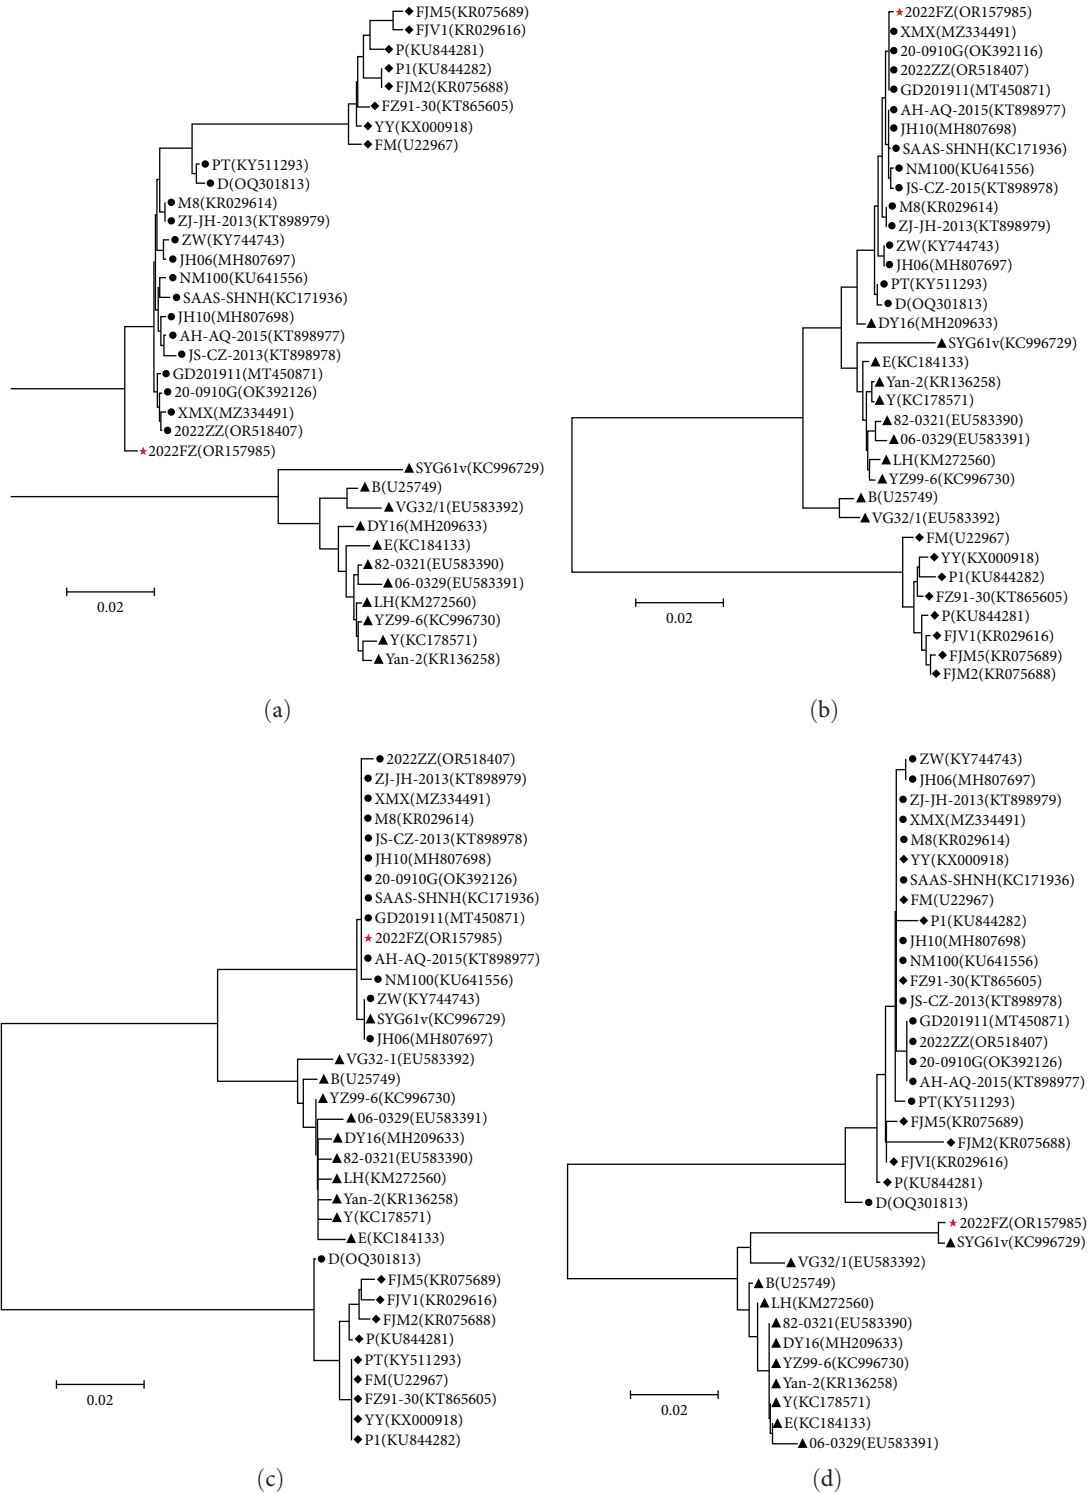 FJM5(KR075689)
FJV1(KR029616)
P(KU844281)
P1(KU844282)
FJM2(KR075688)
FZ91-30(KT865605)
YY(KX000918)
FM(U22967)
PT(KY511293)
D(OQ301813)
M8(KR029614)
ZJ-JH-2013(KT898979)
ZW(KY744743)
JH06(MH807697)
NM100(KU641556)
SAAS-SHNH(KC171936)
JH10(MH807698)
AH-AQ-2015(KT898977)
JS-CZ-2013(KT898978)
GD201911(MT450871)
20-0910G(OK392126)
XMX(MZ334491)
2022ZZ(OR518407)
2022FZ(OR157985)
SYG61v(KC996729)
B(U25749)
VG32/1(EU583392)
DY16(MH209633)
E(KC184133)
82-0321(EU583390)
06-0329(EU583391)
LH(KM272560)
YZ99-6(KC996730)
Y(KC178571)
Yan-2(KR136258)
0.02
(a)
2022FZ(OR157985)
XMX(MZ334491)
20-0910G(OK392116)
2022ZZ(OR518407)
GD201911(MT450871)
AH-AQ-2015(KT898977)
JH10(MH807698)
SAAS-SHNH(KC171936)
NM100(KU641556)
JS-CZ-2015(KT898978)
M8(KR029614)
ZJ-JH-2013(KT898979)
ZW(KY744743)
JH06(MH807697)
PT(KY511293)
D(OQ301813)
DY16(MH209633)
SYG61v(KC996729)
E(KC184133)
Yan-2(KR136258)
Y(KC178571)
82-0321(EU583390)
06-0329(EU583391)
LH(KM272560)
YZ99-6(KC996730)
B(U25749)
VG32/1(EU583392)
FM(U22967)
YY(KX000918)
P1(KU844282)
FZ91-30(KT865605)
P(KU844281)
FJV1(KR029616)
FJM5(KR075689)
FJM2(KR075688)
0.02
(b)
2022ZZ(OR518407)
ZJ-JH-2013(KT898979)
XMX(MZ334491)
M8(KR029614)
JS-CZ-2013(KT898978)
JH10(MH807698)
20-0910G(OK392126)
SAAS-SHNH(KC171936)
GD201911(MT450871)
2022FZ(OR157985)
AH-AQ-2015(KT898977)
NM100(KU641556)
ZW(KY744743)
SYG61v(KC996729)
JH06(MH807697)
VG32-1(EU583392)
B(U25749)
YZ99-6(KC996730)
06-0329(EU583391)
DY16(MH209633)
82-0321(EU583390)
LH(KM272560)
Yan-2(KR136258)
Y(KC178571)
E(KC184133)
D(OQ301813)
FJM5(KR075689)
FJV1(KR029616)
FJM2(KR075688)
P(KU844281)
PT(KY511293)
FM(U22967)
FZ91-30(KT865605)
YY(KX000918)
P1(KU844282)
0.02
(c)
ZW(KY744743)
JH06(MH807697)
ZJ-JH-2013(KT898979)
XMX(MZ334491)
M8(KR029614)
YY(KX000918)
SAAS-SHNH(KC171936)
FM(U22967)
P1(KU844282)
JH10(MH807698)
NM100(KU641556)
FZ91-30(KT865605)
JS-CZ-2013(KT898978)
GD201911(MT450871)
2022ZZ(OR518407)
20-0910G(OK392126)
AH-AQ-2015(KT898977)
PT(KY511293)
FJM5(KR075689)
FJM2(KR075688)
FJVI(KR029616)
P(KU844281)
D(OQ301813)
2022FZ(OR157985)
SYG61v(KC996729)
VG32/1(EU583392)
B(U25749)
LH(KM272560)
82-0321(EU583390)
DY16(MH209633)
YZ99-6(KC996730)
Yan-2(KR136258)
Y(KC178571)
E(KC184133)
06-0329(EU583391)
0.02
(d)